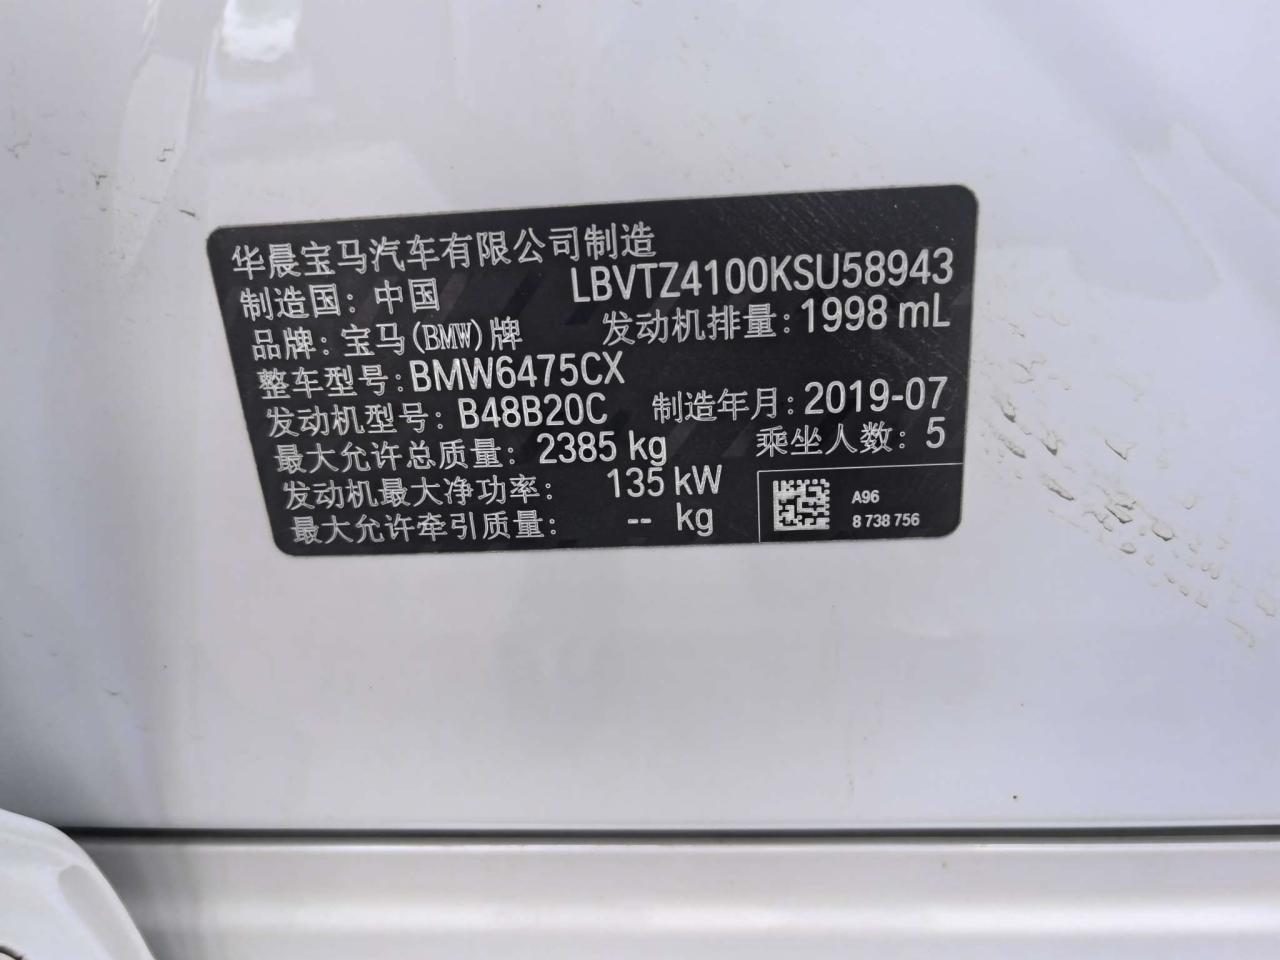 华晨宝马汽车有限公司制造
制造国: 中国 LBVTZ4100KSU58943
品牌: 宝马(BMW)牌 发动机排量: 1998 mL
整车型号: BMW6475CX
发动机型号: B48B20C 制造年月: 2019-07
最大允许总质量: 2385 kg 乘坐人数: 5
发动机最大净功率: 135 kW
最大允许牵引质量: -- kg
A96
8 738 756